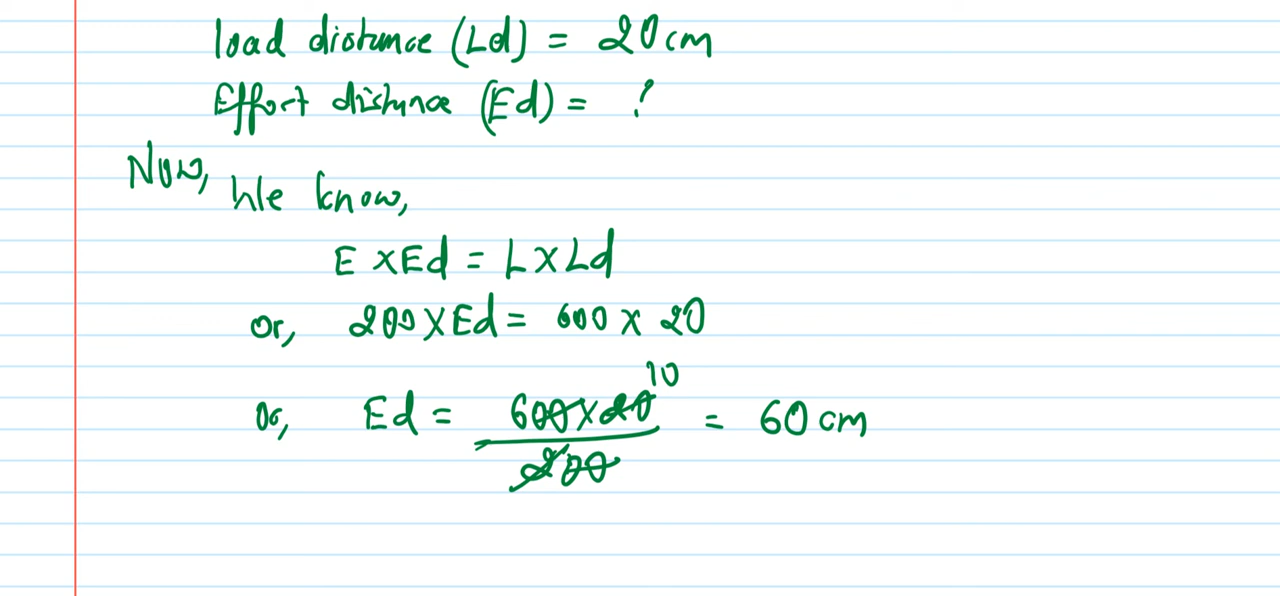 load distance (Ld) = 20 cm
Effort distance (Ed) = ?
Now,
We know,
E × Ed = L × Ld
or, 200 × Ed = 600 × 20
or, Ed = 600 × 20 10 / 200 = 60 cm